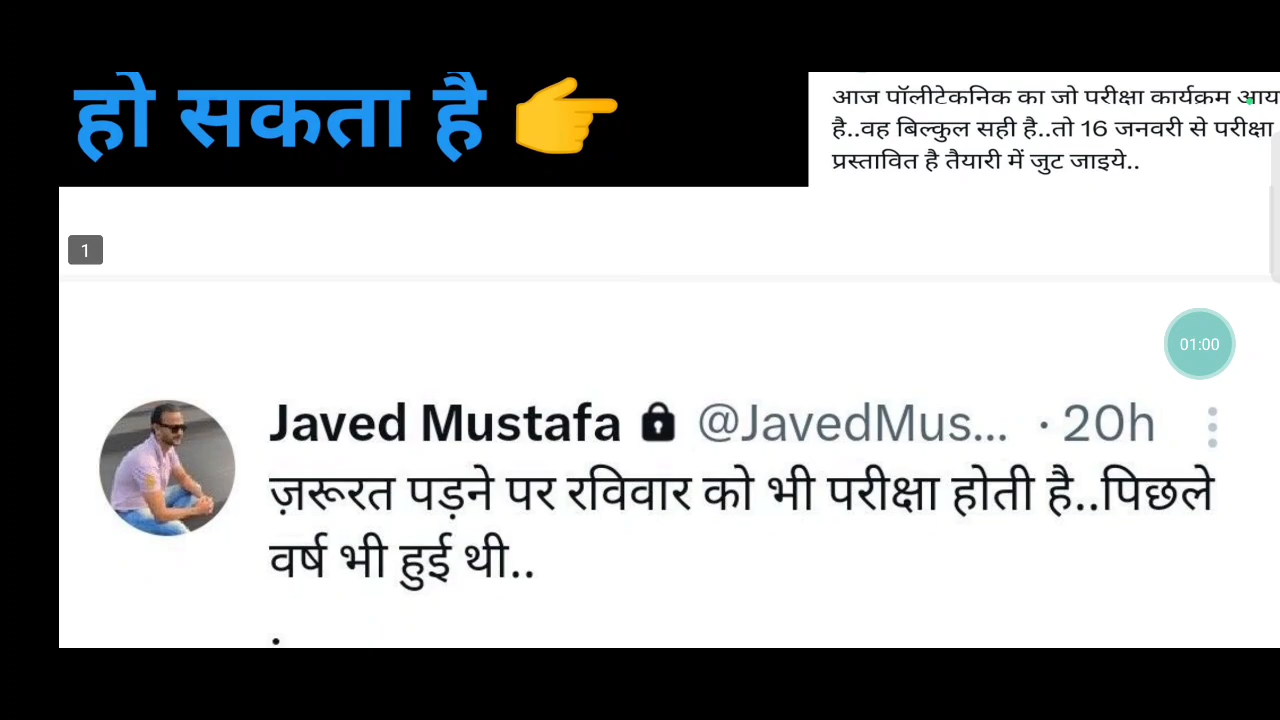 हो सकता है 👉
आज पॉलीटेकनिक का जो परीक्षा कार्यक्रम
है..वह बिल्कुल सही है..तो 16 जनवरी से परीक्षा
प्रस्तावित है तैयारी में जुट जाइये..
1
01:00
Javed Mustafa 🔒 @JavedMus... · 20h
ज़रूरत पड़ने पर रविवार को भी परीक्षा होती है..पिछले
वर्ष भी हुई थी..